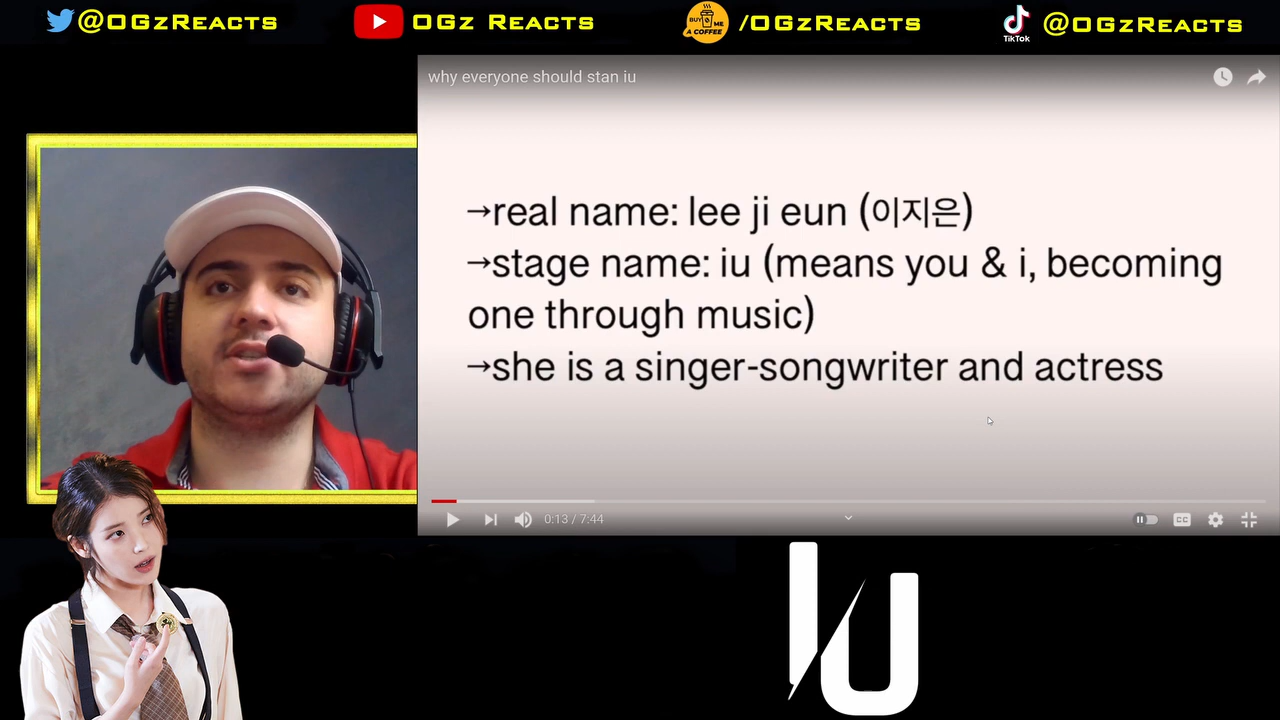 @OGzReacts
OGz Reacts
BUY ME
A COFFEE
/OGzReacts
TikTok
@OGzReacts
why everyone should stan iu
→real name: lee ji eun (이지은)
→stage name: iu (means you & i, becoming
one through music)
→she is a singer-songwriter and actress
0:13 / 7:44
CC
IU